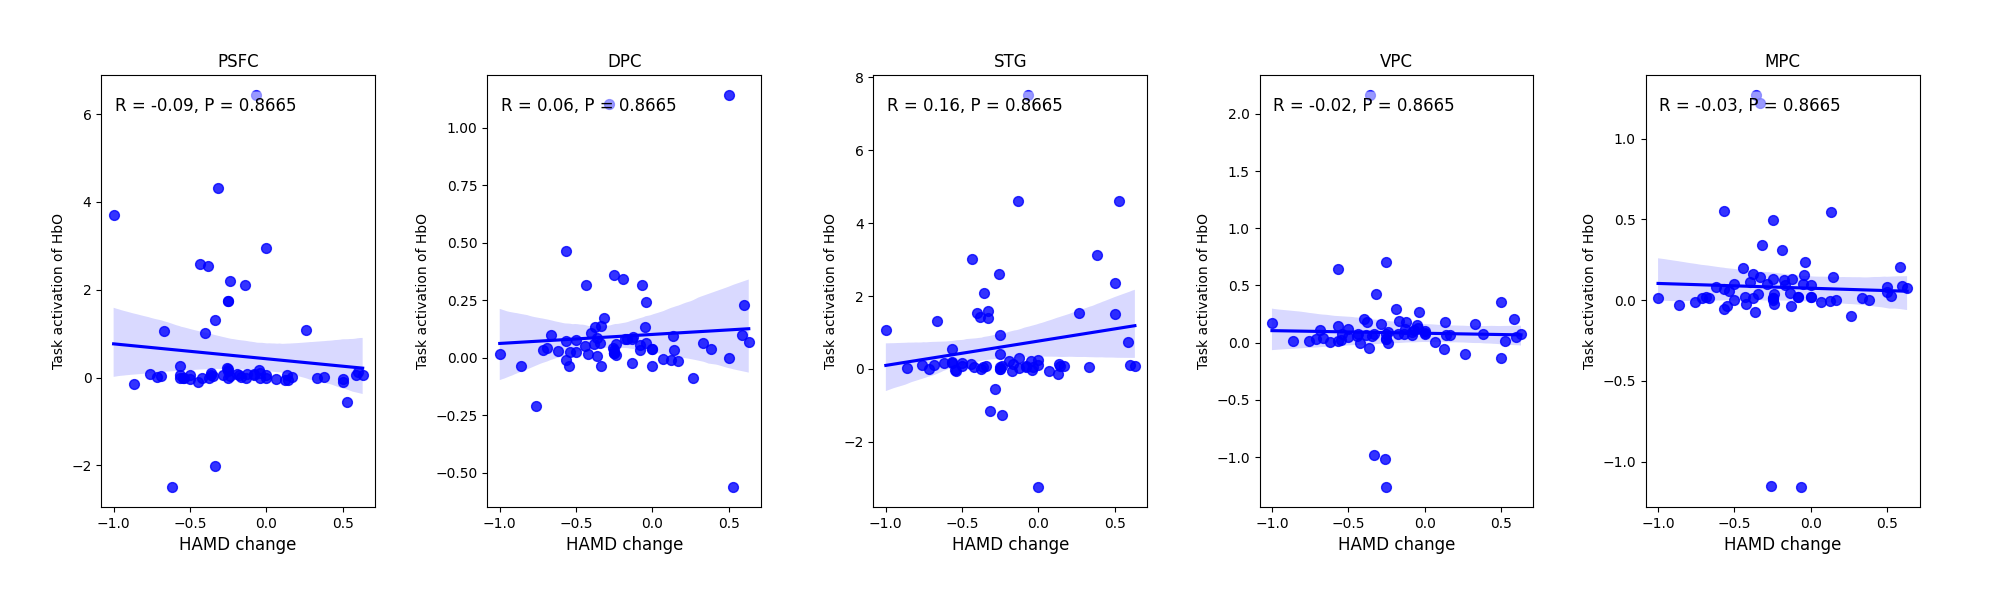 PSFC
R = -0.09, P = 0.8665
Task activation of HbO
6
4
2
0
−2
−1.0 −0.5 0.0 0.5
HAMD change
DPC
R = 0.06, P = 0.8665
Task activation of HbO
1.00
0.75
0.50
0.25
0.00
−0.25
−0.50
−1.0 −0.5 0.0 0.5
HAMD change
STG
R = 0.16, P = 0.8665
Task activation of HbO
8
6
4
2
0
−2
−1.0 −0.5 0.0 0.5
HAMD change
VPC
R = -0.02, P = 0.8665
Task activation of HbO
2.0
1.5
1.0
0.5
0.0
−0.5
−1.0
−1.0 −0.5 0.0 0.5
HAMD change
MPC
R = -0.03, P = 0.8665
Task activation of HbO
1.0
0.5
0.0
−0.5
−1.0
−1.0 −0.5 0.0 0.5
HAMD change